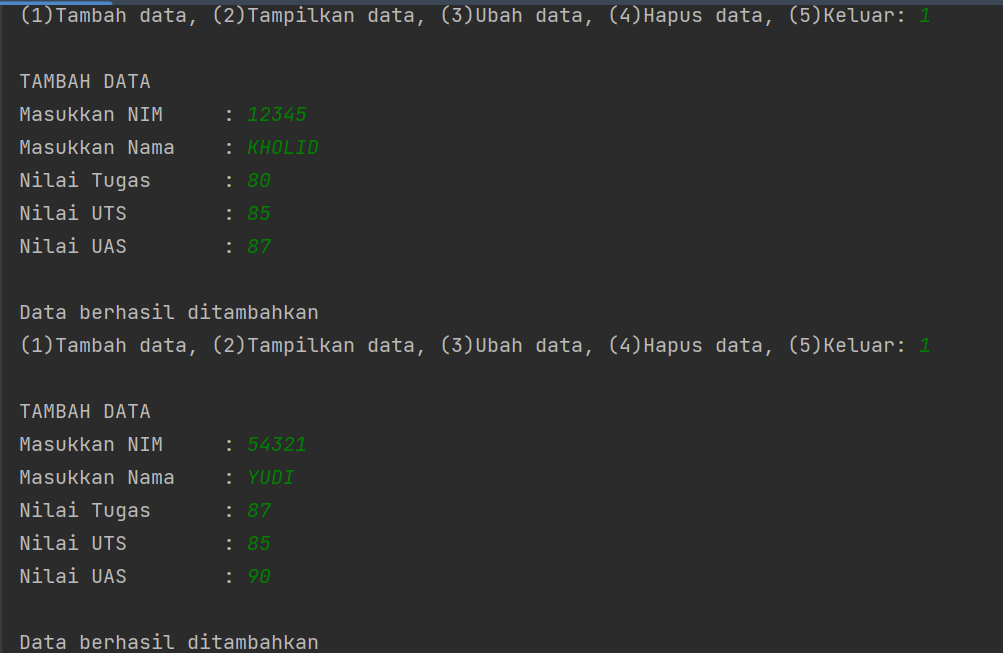 (1)Tambah data, (2)Tampilkan data, (3)Ubah data, (4)Hapus data, (5)Keluar: 1
TAMBAH DATA
Masukkan NIM : 12345
Masukkan Nama : KHOLID
Nilai Tugas : 80
Nilai UTS : 85
Nilai UAS : 87
Data berhasil ditambahkan
(1)Tambah data, (2)Tampilkan data, (3)Ubah data, (4)Hapus data, (5)Keluar: 1
TAMBAH DATA
Masukkan NIM : 54321
Masukkan Nama : YUDI
Nilai Tugas : 87
Nilai UTS : 85
Nilai UAS : 90
Data berhasil ditambahkan